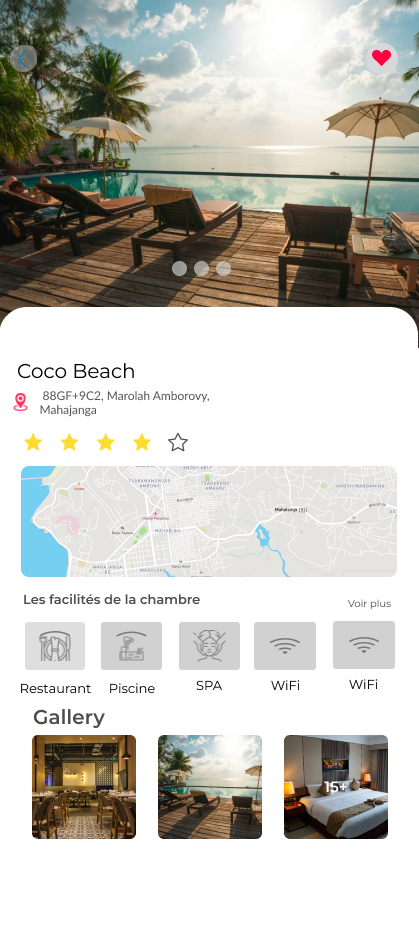 Coco Beach
88GF+9C2, Marolah Amborovy,
Mahajanga
Mahajanga
Les facilités de la chambre
Voir plus
Restaurant
Piscine
SPA
WiFi
WiFi
Gallery
15+